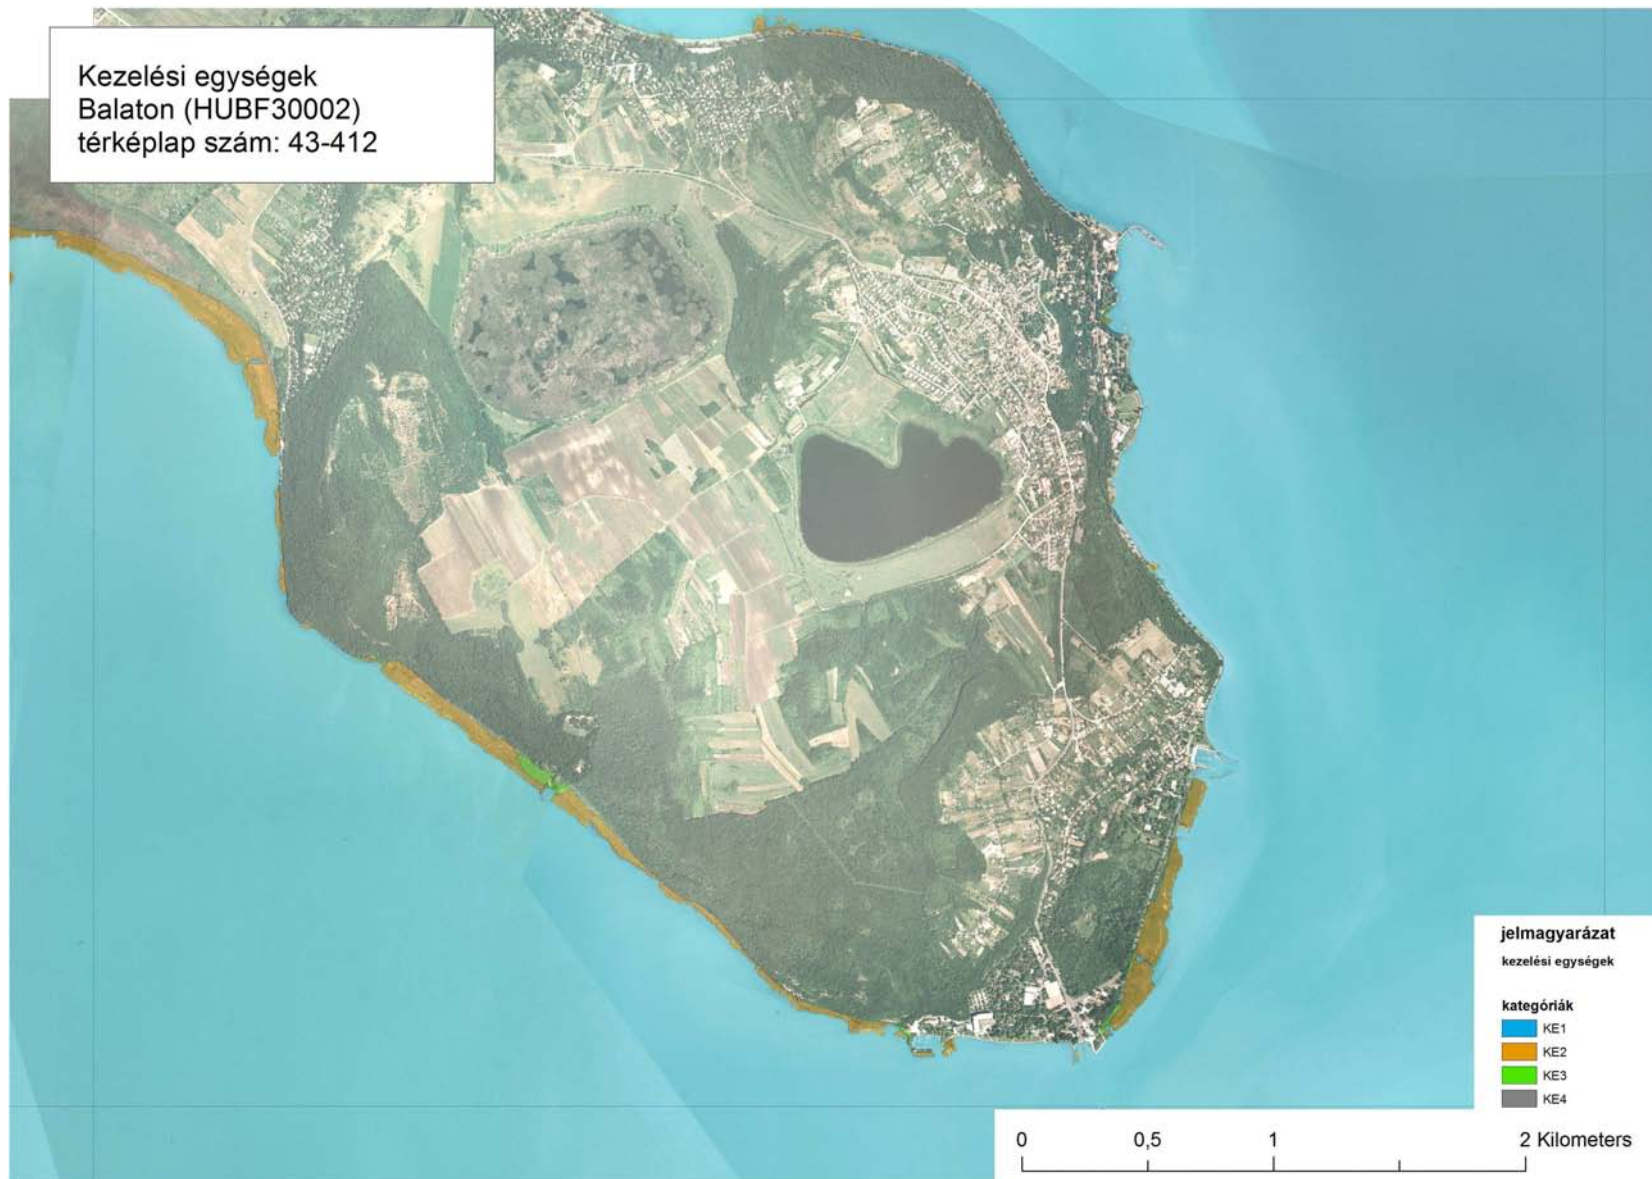 Kezelési egységek
Balaton (HUBF30002)
térképlap szám: 43-412
jelmagyarázat
kezelési egységek
kategóriák
KE1
KE2
KE3
KE4
0 0,5 1 2 Kilometers